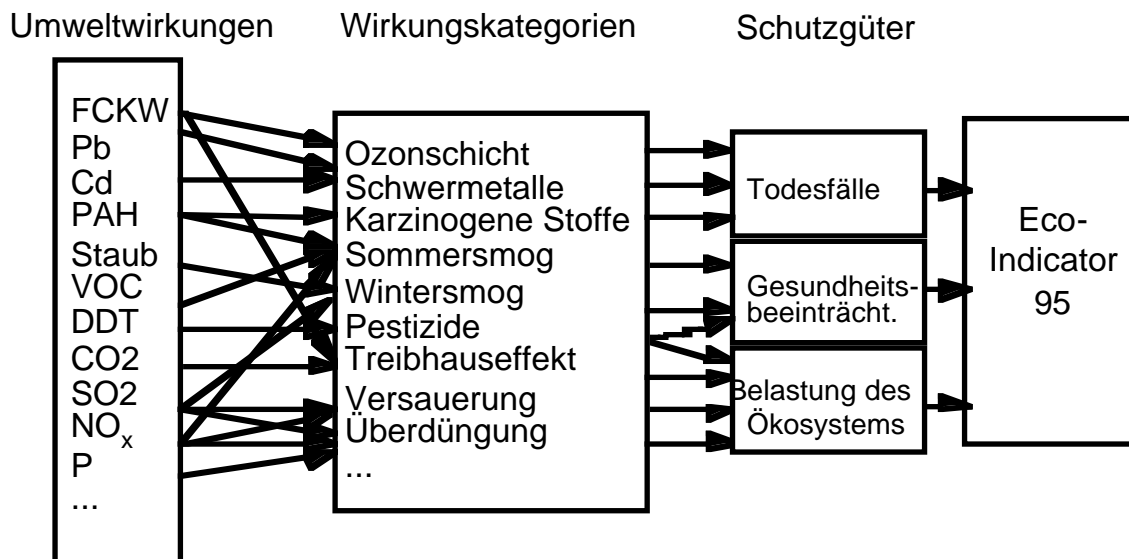 Umweltwirkungen
FCKW
Pb
Cd
PAH
Staub
VOC
DDT
CO2
SO2
NOx
P
...
Wirkungskategorien
Ozonschicht
Schwermetalle
Karzinogene Stoffe
Sommersmog
Wintersmog
Pestizide
Treibhauseffekt
Versauerung
Überdüngung
...
Schutzgüter
Todesfälle
Gesundheits-
beeinträcht.
Belastung des
Ökosystems
Eco-
Indicator
95